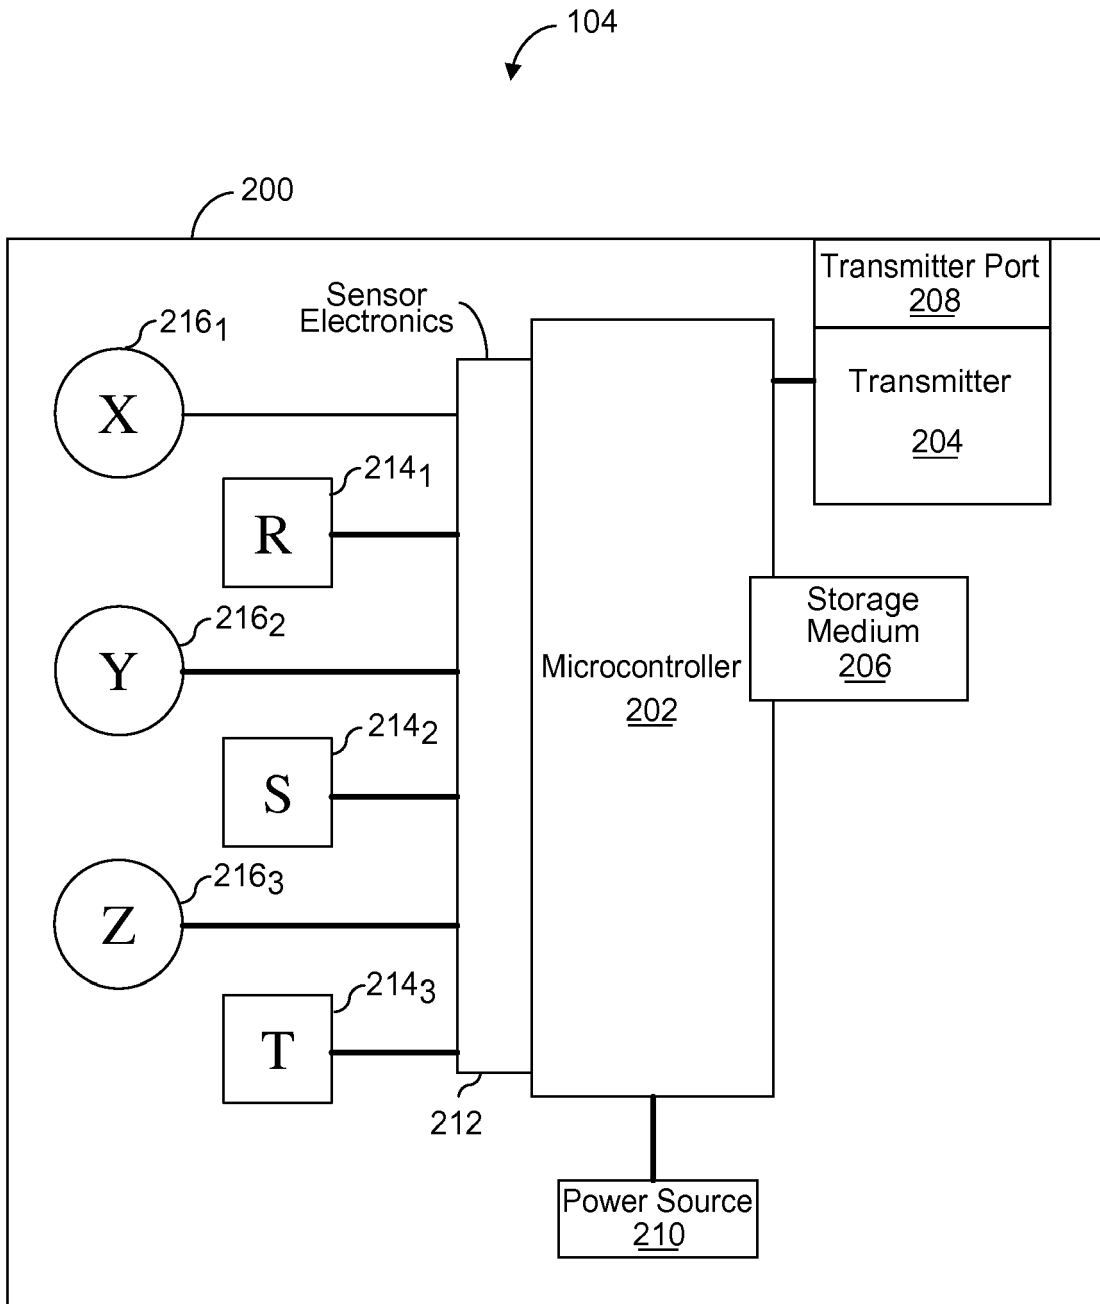 104
200
Transmitter Port
208
Sensor
Electronics
216₁
X
Transmitter
204
214₁
R
216₂
Y
Storage
Medium
206
Microcontroller
202
214₂
S
216₃
Z
214₃
T
212
Power Source
210